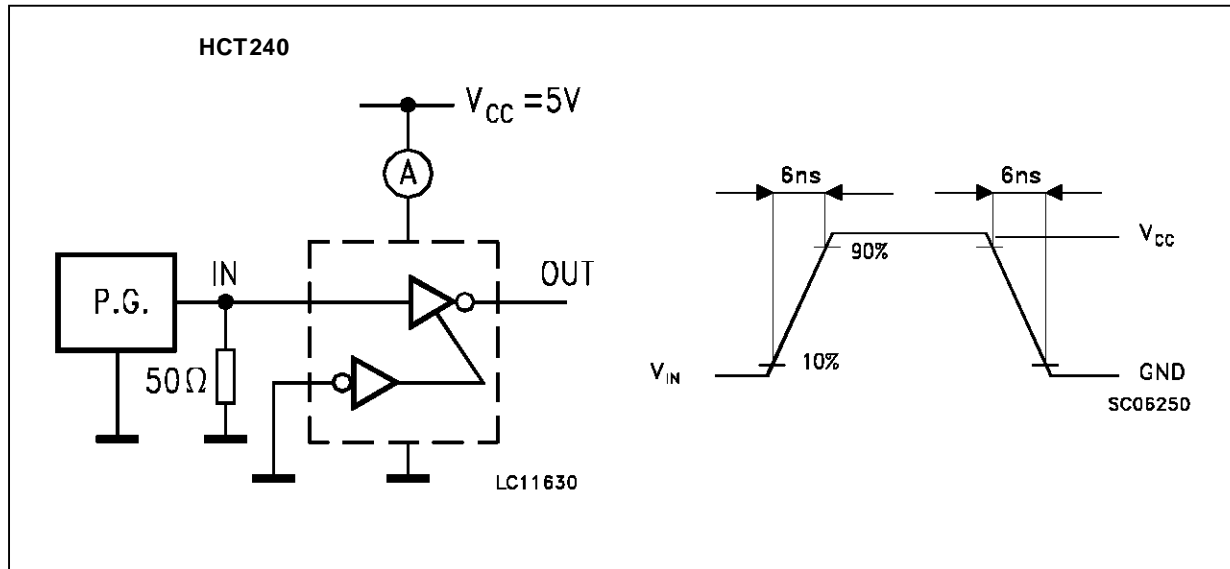 HCT240
V_CC =5V
A
IN
OUT
P.G.
50Ω
LC11630
6ns
6ns
V_CC
90%
10%
V_IN
GND
SC06250